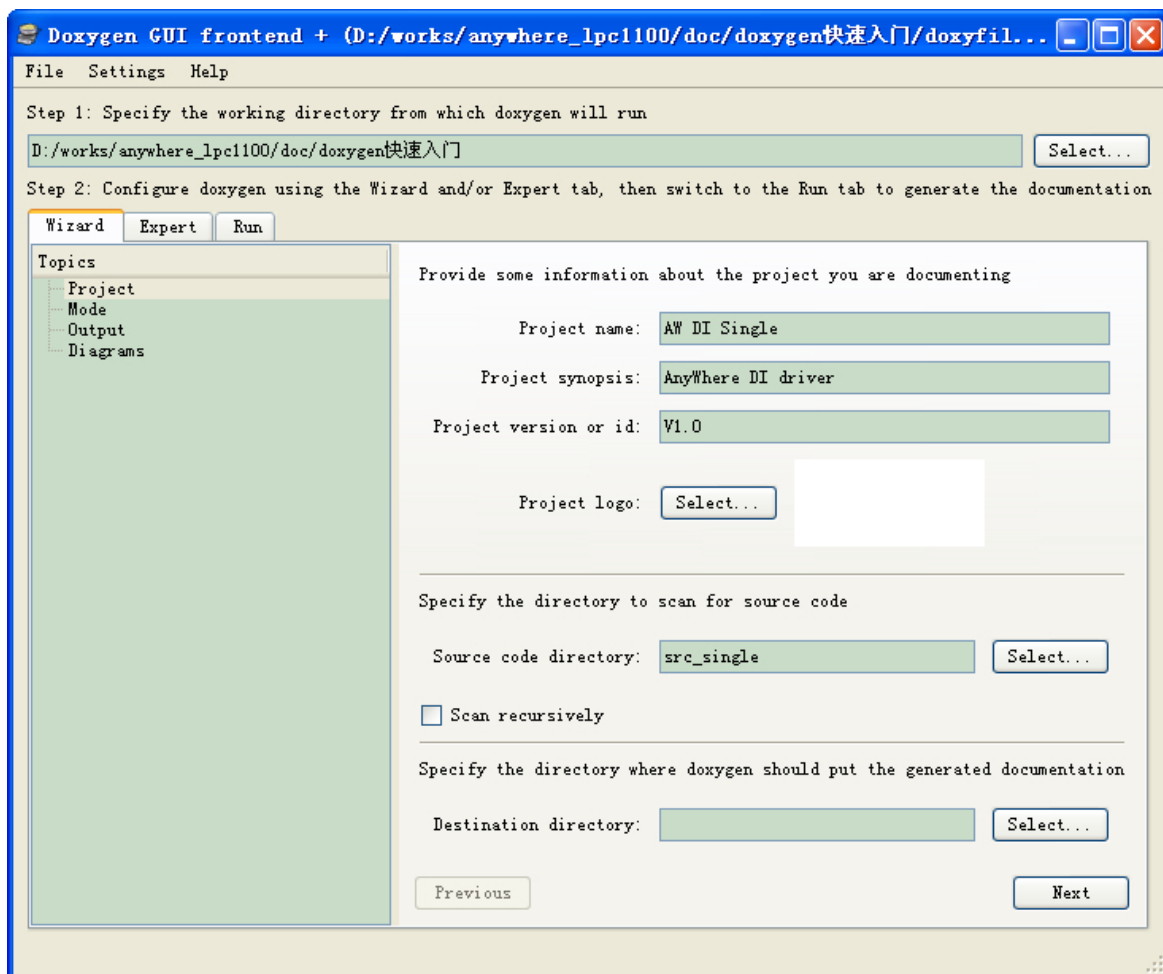 Doxygen GUI frontend + (D:/works/anywhere_lpc1100/doc/doxygen快速入门/doxyfil...
File Settings Help
Step 1: Specify the working directory from which doxygen will run
D:/works/anywhere_lpc1100/doc/doxygen快速入门
Select...
Step 2: Configure doxygen using the Wizard and/or Expert tab, then switch to the Run tab to generate the documentation
Wizard Expert Run
Topics
Project
Mode
Output
Diagrams
Provide some information about the project you are documenting
Project name: AW DI Single
Project synopsis: AnyWhere DI driver
Project version or id: V1.0
Project logo: Select...
Specify the directory to scan for source code
Source code directory: src_single Select...
Scan recursively
Specify the directory where doxygen should put the generated documentation
Destination directory: Select...
Previous Next